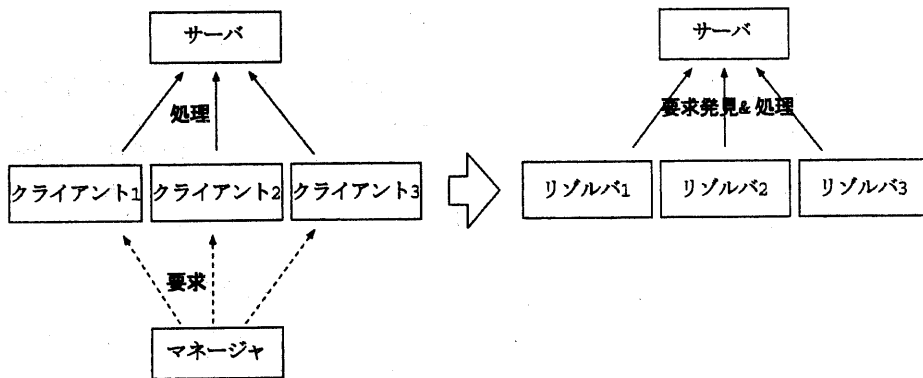 サーバ
処理
クライアント1
クライアント2
クライアント3
要求
マネージャ
サーバ
要求発見& 処理
リゾルバ1
リゾルバ2
リゾルバ3